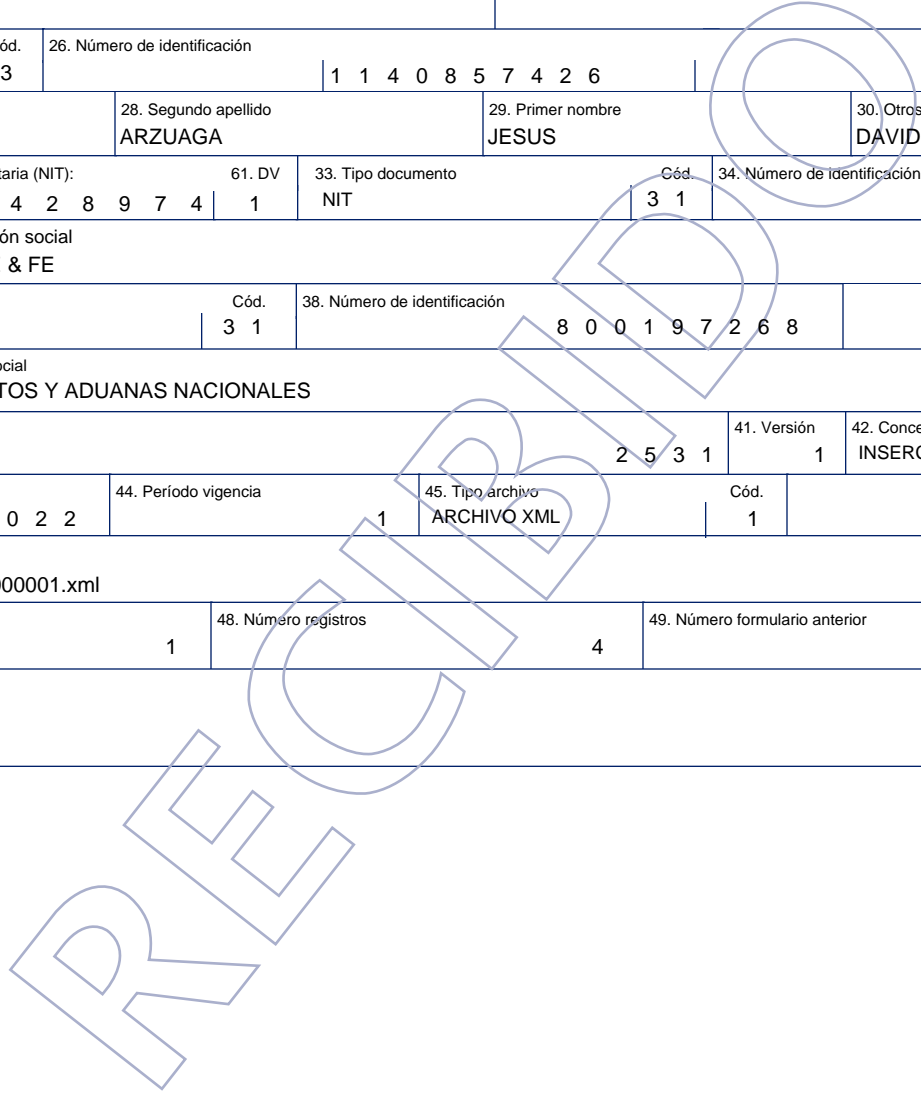 ód. 26. Número de identificación
3 1 1 4 0 8 5 7 4 2 6
28. Segundo apellido 29. Primer nombre 30. Otros
ARZUAGA JESUS DAVID
taria (NIT): 61. DV 33. Tipo documento Cód. 34. Número de identificación
4 2 8 9 7 4 1 NIT 3 1
ón social
& FE
Cód. 38. Número de identificación
3 1 8 0 0 1 9 7 2 6 8
ocial
TOS Y ADUANAS NACIONALES
41. Versión 42. Conce
2 5 3 1 1 INSERC
44. Período vigencia 45. Tipo archivo Cód.
0 2 2 1 ARCHIVO XML 1
000001.xml
48. Número registros 49. Número formulario anterior
1 4
RECIBIDO